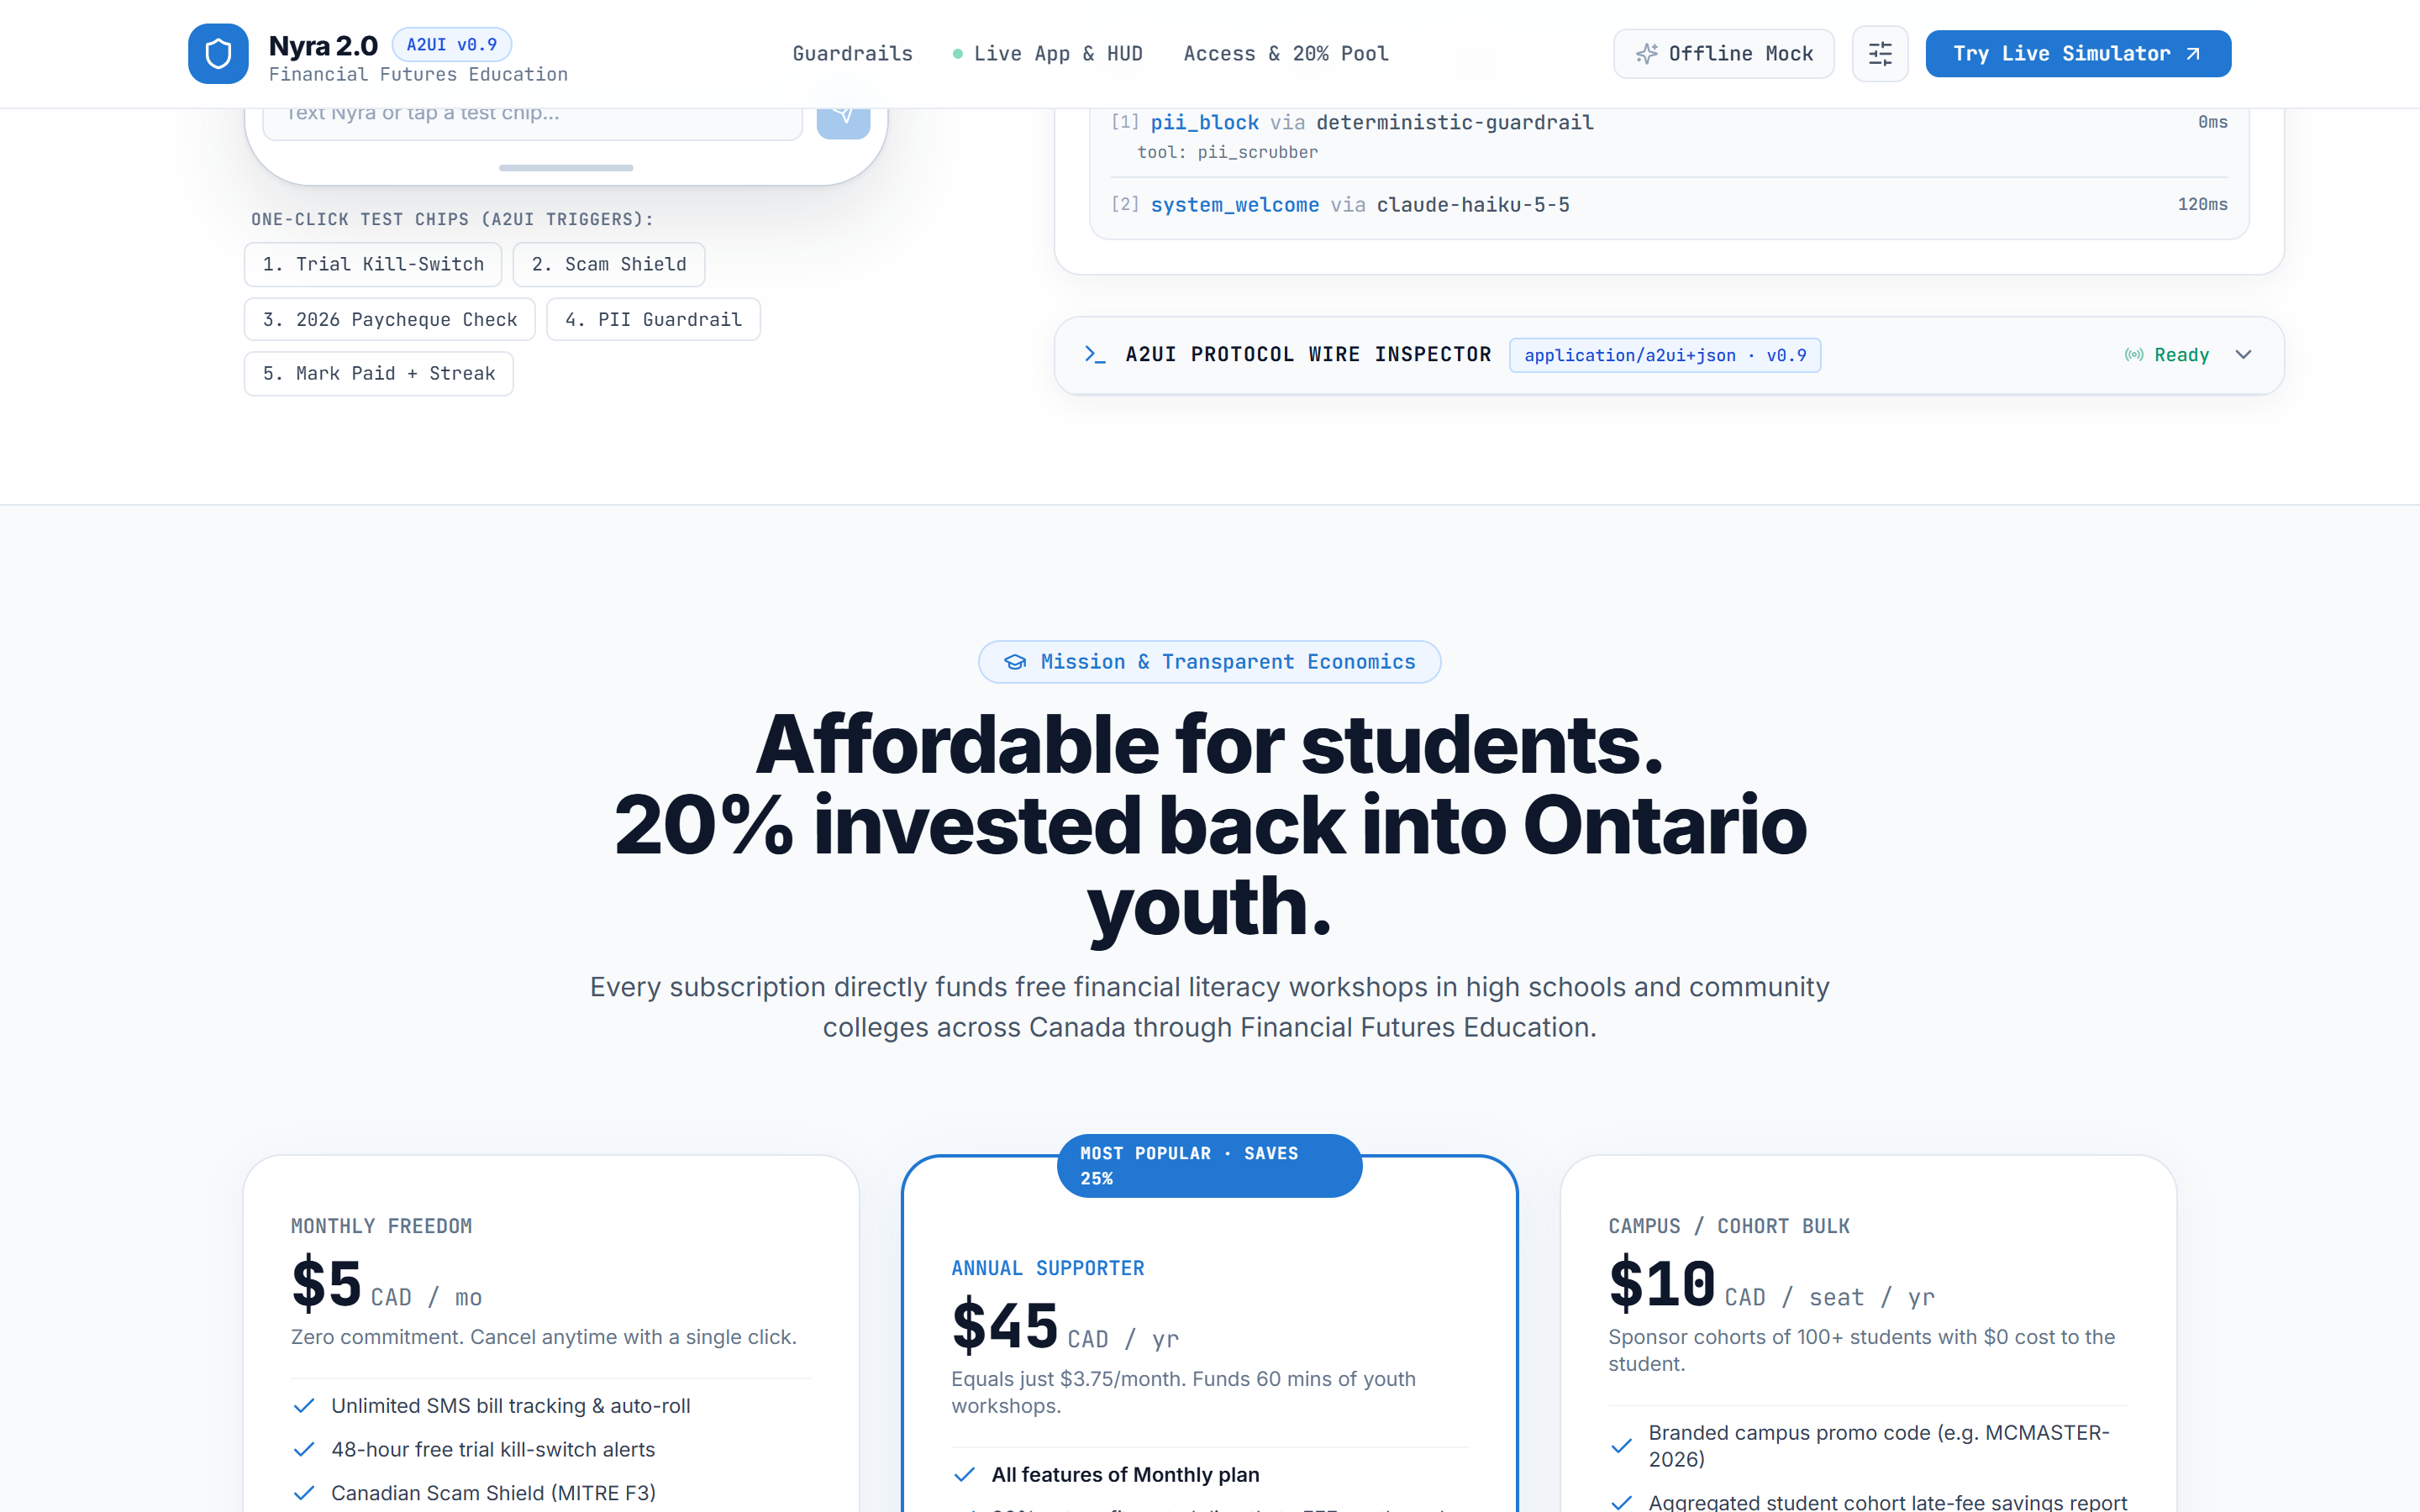 Nyra 2.0
A2UI v0.9
Financial Futures Education
Guardrails
Live App & HUD
Access & 20% Pool
Offline Mock
Try Live Simulator
Text Nyra or tap a test chip...
ONE-CLICK TEST CHIPS (A2UI TRIGGERS):
1. Trial Kill-Switch
2. Scam Shield
3. 2026 Paycheque Check
4. PII Guardrail
5. Mark Paid + Streak
[1] pii_block via deterministic-guardrail 0ms
tool: pii_scrubber
[2] system_welcome via claude-haiku-5-5 120ms
A2UI PROTOCOL WIRE INSPECTOR
application/a2ui+json · v0.9
Ready
Mission & Transparent Economics
Affordable for students.
20% invested back into Ontario
youth.
Every subscription directly funds free financial literacy workshops in high schools and community
colleges across Canada through Financial Futures Education.
MONTHLY FREEDOM
$5 CAD / mo
Zero commitment. Cancel anytime with a single click.
Unlimited SMS bill tracking & auto-roll
48-hour free trial kill-switch alerts
Canadian Scam Shield (MITRE F3)
MOST POPULAR · SAVES
25%
ANNUAL SUPPORTER
$45 CAD / yr
Equals just $3.75/month. Funds 60 mins of youth
workshops.
All features of Monthly plan
CAMPUS / COHORT BULK
$10 CAD / seat / yr
Sponsor cohorts of 100+ students with $0 cost to the
student.
Branded campus promo code (e.g. MCMASTER-
2026)
Aggregated student cohort late-fee savings report